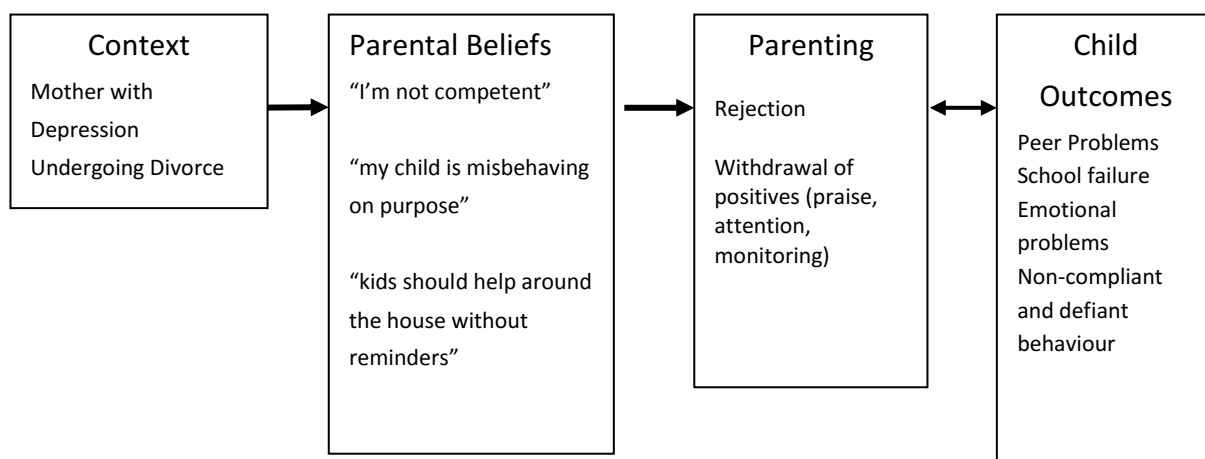 Context
Mother with
Depression
Undergoing Divorce
Parental Beliefs
“I’m not competent”
“my child is misbehaving
on purpose”
“kids should help around
the house without
reminders”
Parenting
Rejection
Withdrawal of
positives (praise,
attention,
monitoring)
Child
Outcomes
Peer Problems
School failure
Emotional
problems
Non-compliant
and defiant
behaviour